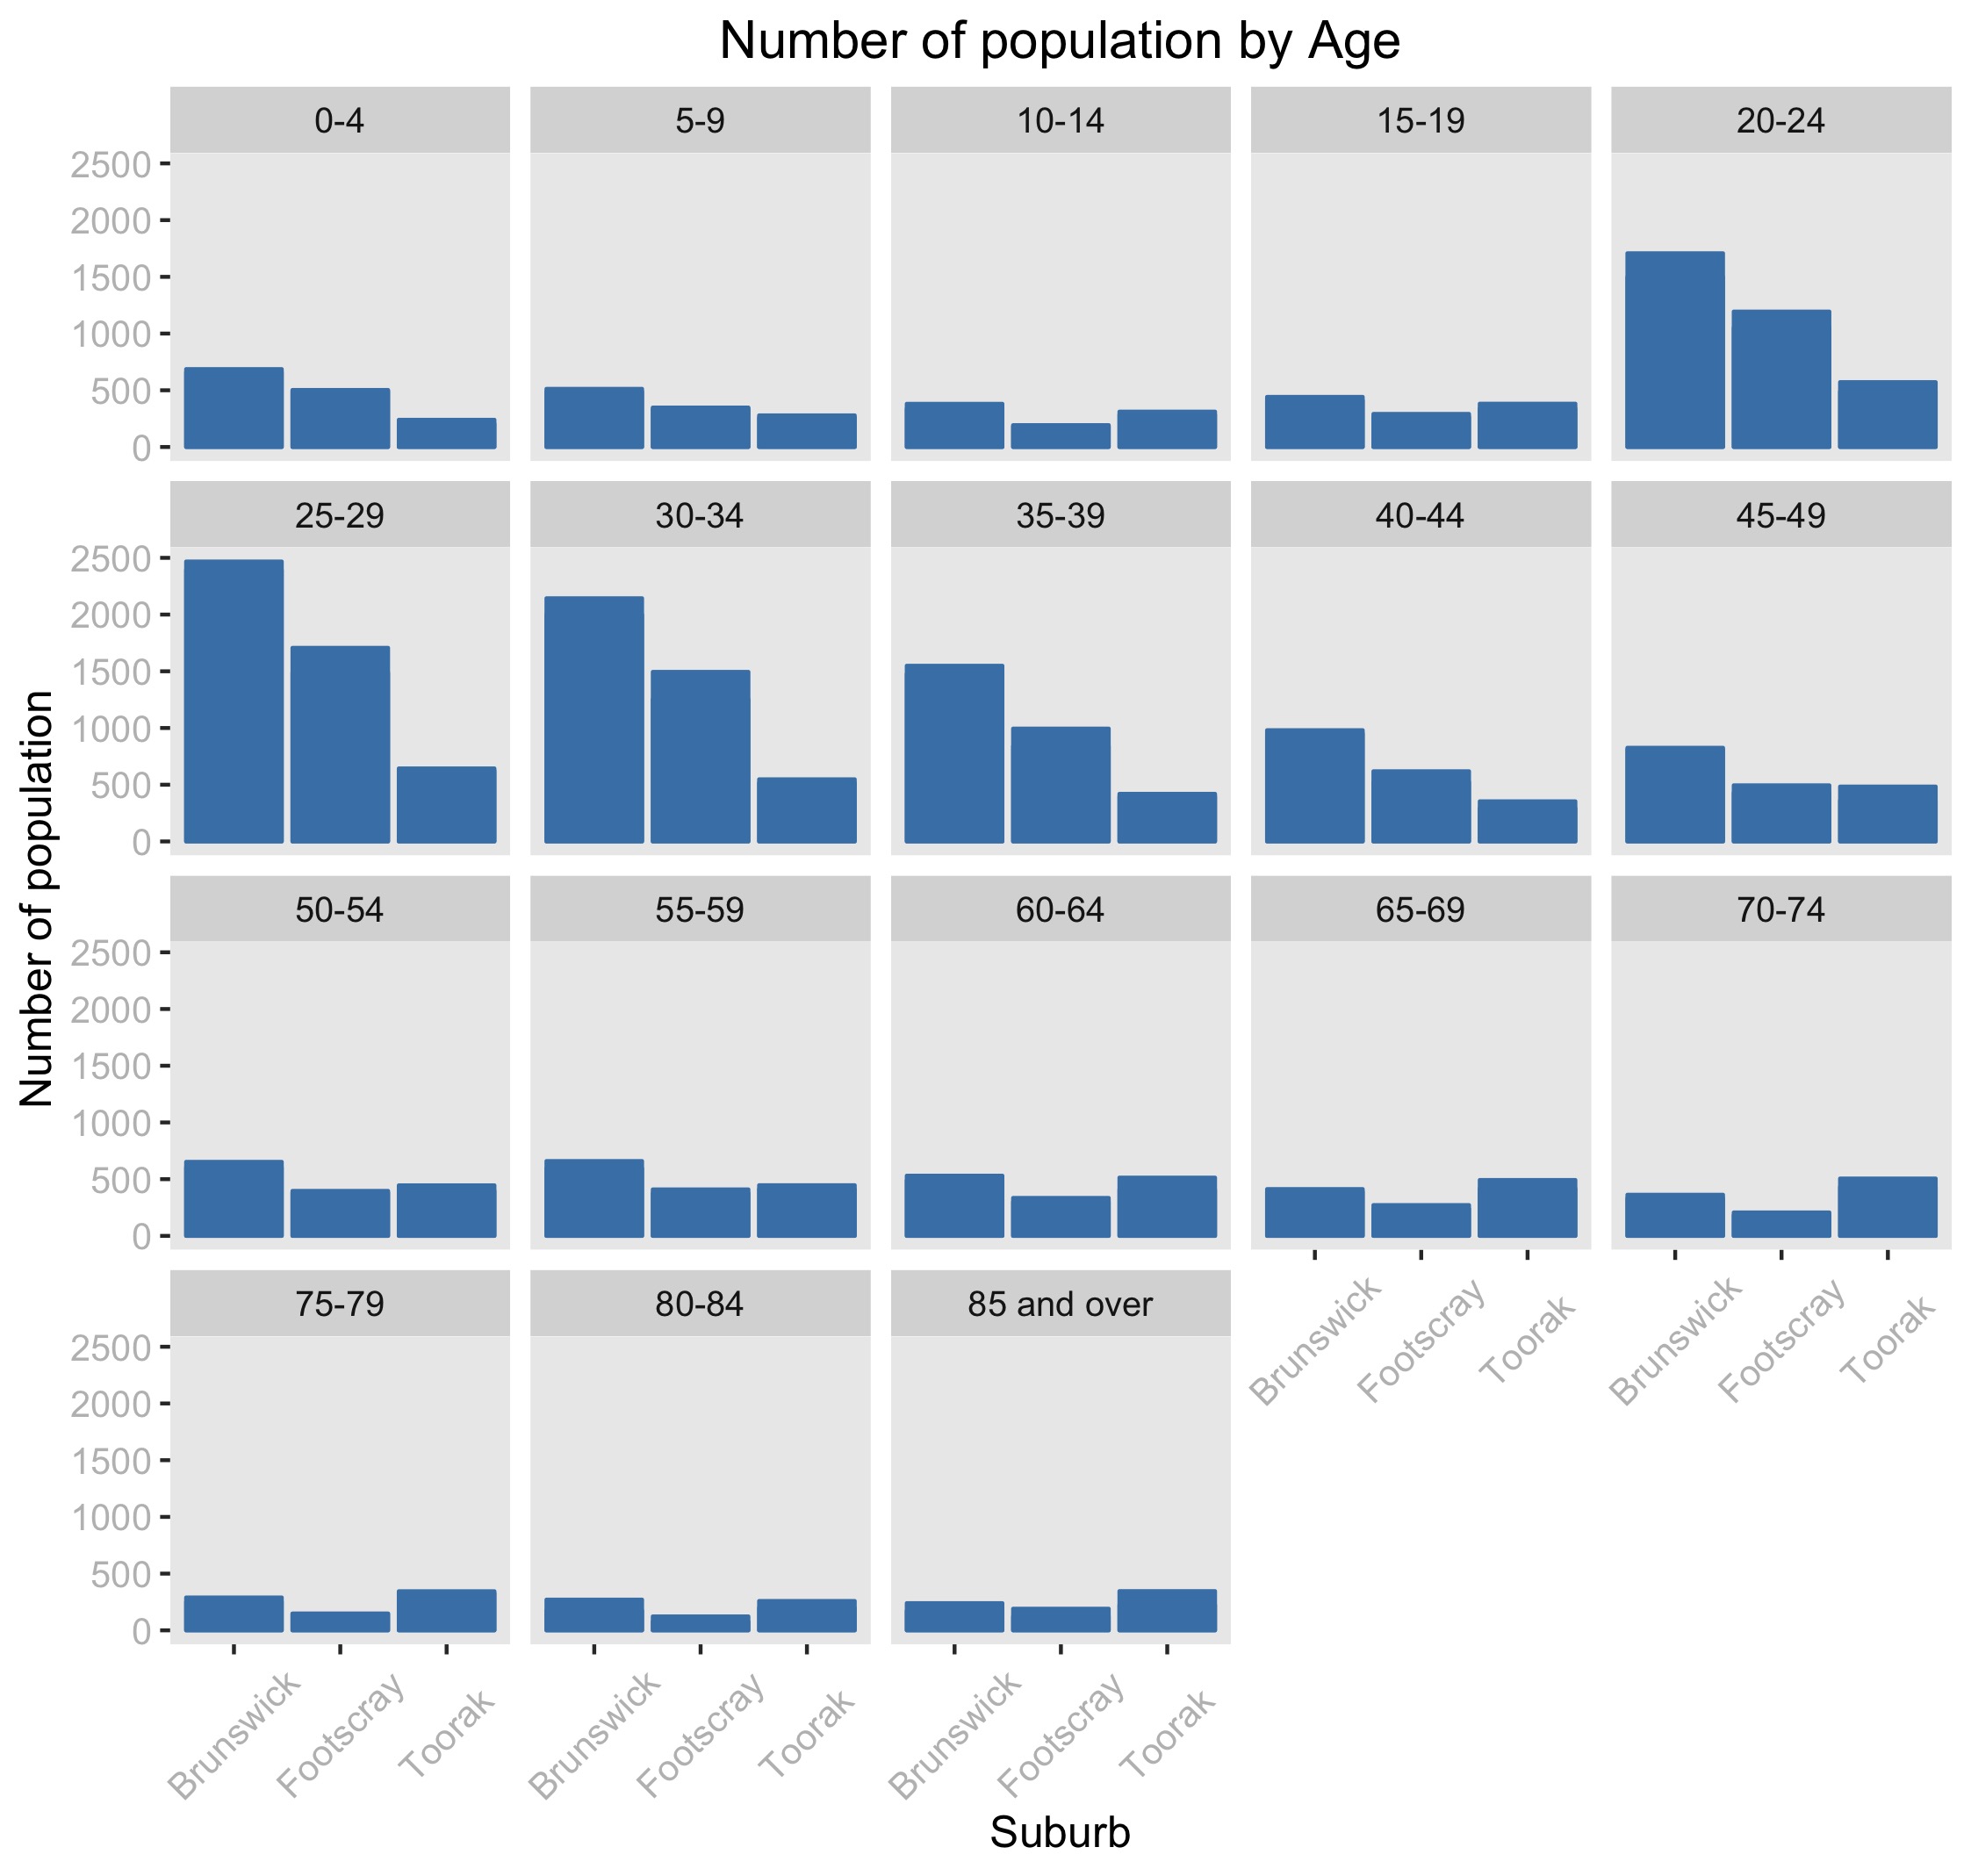 Number of population by Age
0-4 5-9 10-14 15-19 20-24
2500
2000
1500
1000
500
0
25-29 30-34 35-39 40-44 45-49
2500
2000
1500
1000
500
0
Number of population
50-54 55-59 60-64 65-69 70-74
2500
2000
1500
1000
500
0
Brunswick Footscray Toorak Brunswick Footscray Toorak
75-79 80-84 85 and over
2500
2000
1500
1000
500
0
Brunswick Footscray Toorak Brunswick Footscray Toorak Brunswick Footscray Toorak
Suburb